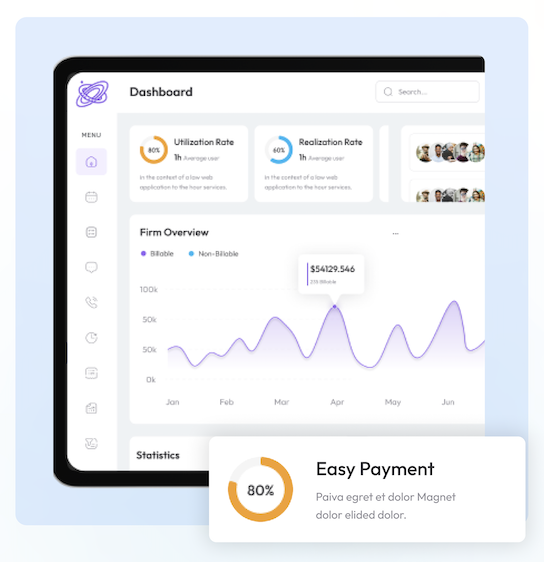 Dashboard
Search...
MENU
80%
Utilization Rate
1h Average user
In the context of a law web
application to the hour services.
60%
Realization Rate
1h Average user
In the context of a law web
application to the hour services.
Firm Overview
...
Billable
Non-Billable
$54129.546
100k
50k
50k
0k
Jan
Feb
Mar
Apr
May
Jun
Statistics
80%
Easy Payment
Paiva egret et dolor Magnet
dolor elided dolor.